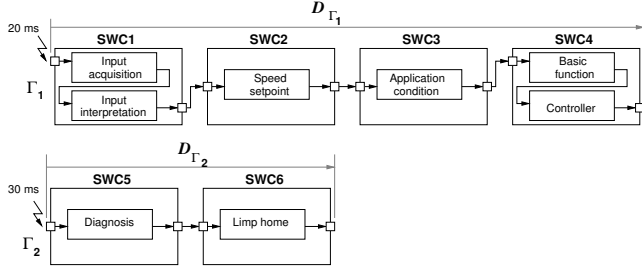 D Γ1
20 ms
SWC1 SWC2 SWC3 SWC4
Input acquisition
Input interpretation
Speed setpoint
Application condition
Basic function
Controller
Γ1
D Γ2
30 ms
SWC5 SWC6
Diagnosis
Limp home
Γ2